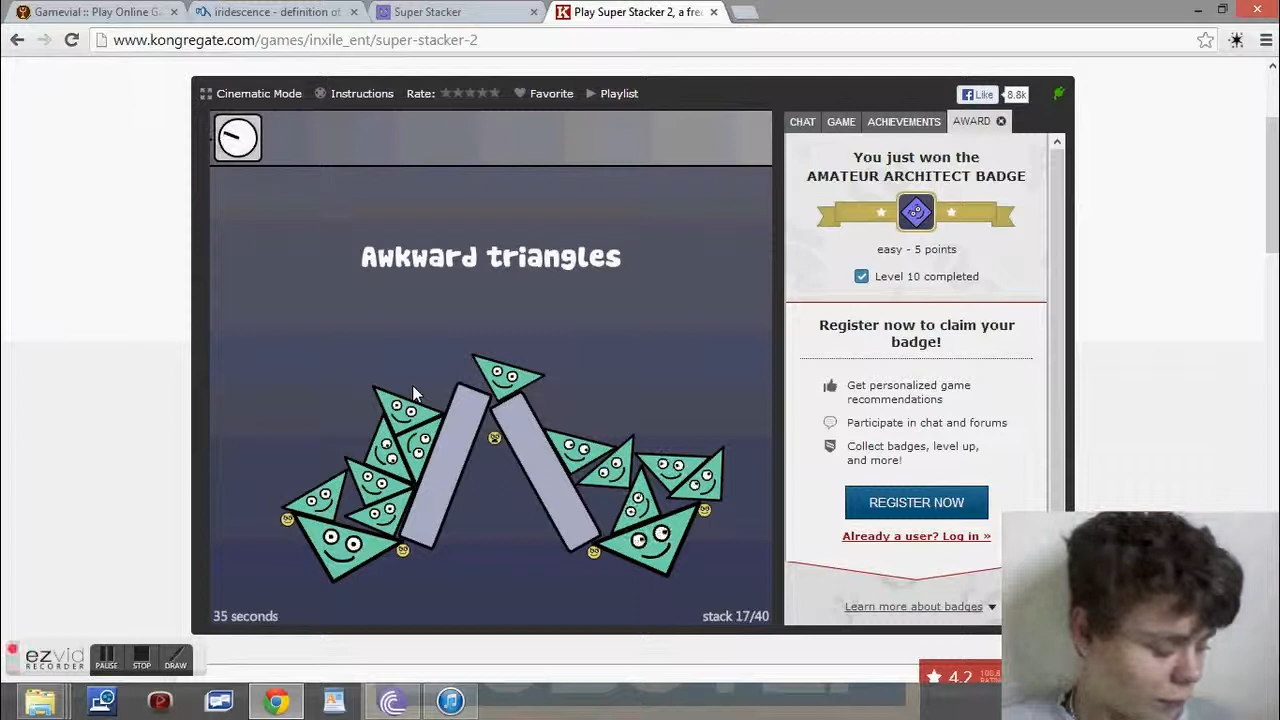 Gamevial :: Play Online G
iridescence - definition of
Super Stacker
Play Super Stacker 2, a fre
www.kongregate.com/games/inxile_ent/super-stacker-2
Cinematic Mode
Instructions
Rate:
Favorite
Playlist
Like
8.8k
CHAT
GAME
ACHIEVEMENTS
AWARD
You just won the
AMATEUR ARCHITECT BADGE
easy - 5 points
Level 10 completed
Awkward triangles
Register now to claim your
badge!
Get personalized game
recommendations
Participate in chat and forums
Collect badges, level up,
and more!
REGISTER NOW
Already a user? Log in »
Learn more about badges
35 seconds
stack 17/40
ezvid
RECORDER
PAUSE
STOP
DRAW
4.2